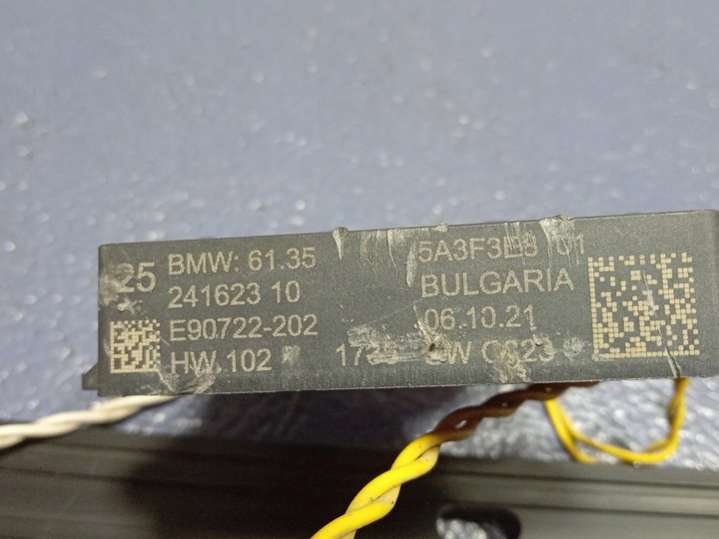 25 BMW: 61.35
241623 10
E90722-202
HW.102
BULGARIA
06.10.21